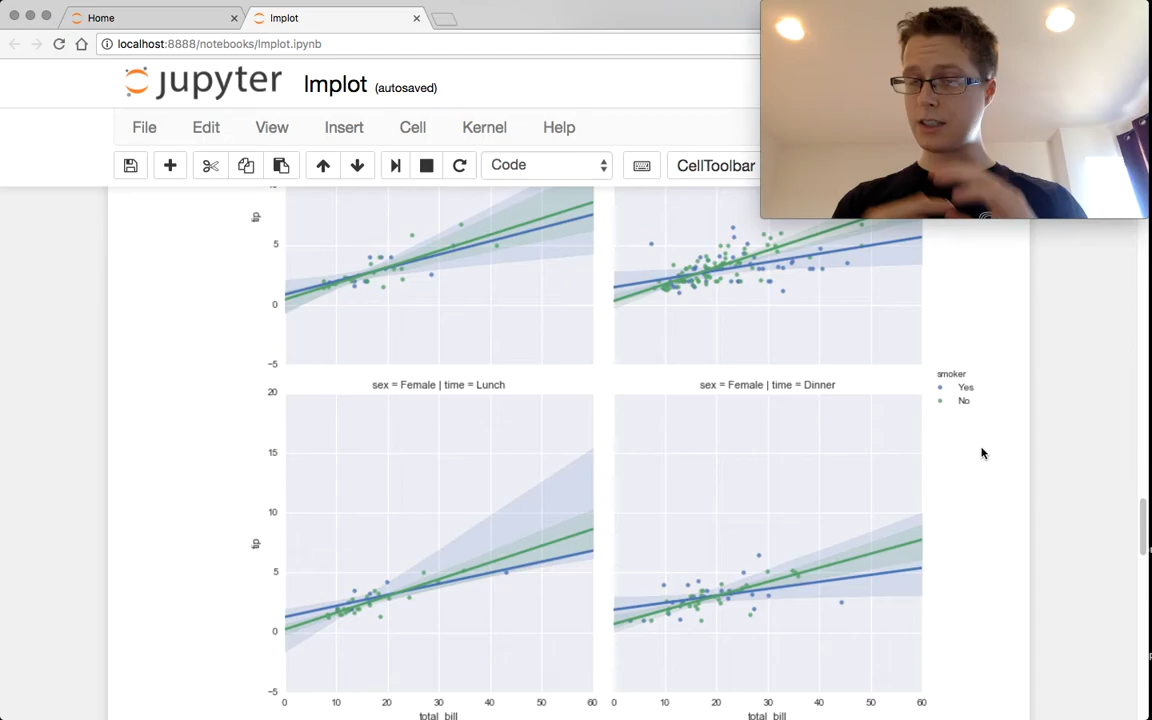 Home
lmplot
localhost:8888/notebooks/lmplot.ipynb
jupyter
lmplot (autosaved)
File Edit View Insert Cell Kernel Help
Code
CellToolbar
tip
5
0
−5
sex = Female | time = Lunch
sex = Female | time = Dinner
smoker
Yes
No
20
15
10
tip
5
0
−5
0 10 20 30 40 50 60
0 10 20 30 40 50 60
total_bill
total_bill